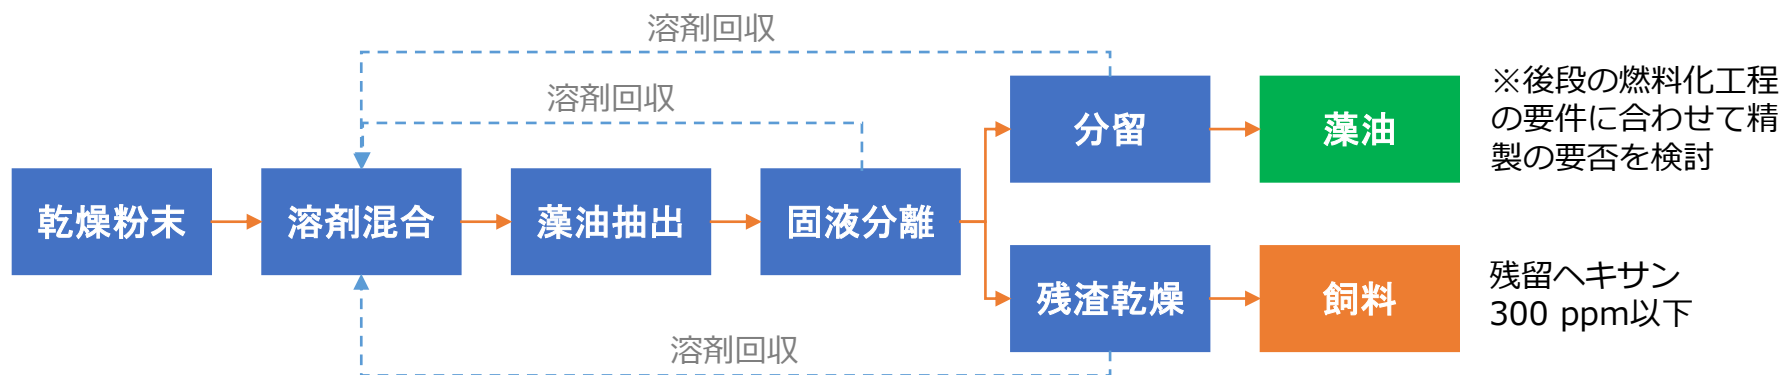 溶剤回収
溶剤回収
乾燥粉末
溶剤混合
藻油抽出
固液分離
分留
藻油
※後段の燃料化工程
の要件に合わせて精
製の要否を検討
残渣乾燥
飼料
残留ヘキサン
300 ppm以下
溶剤回収